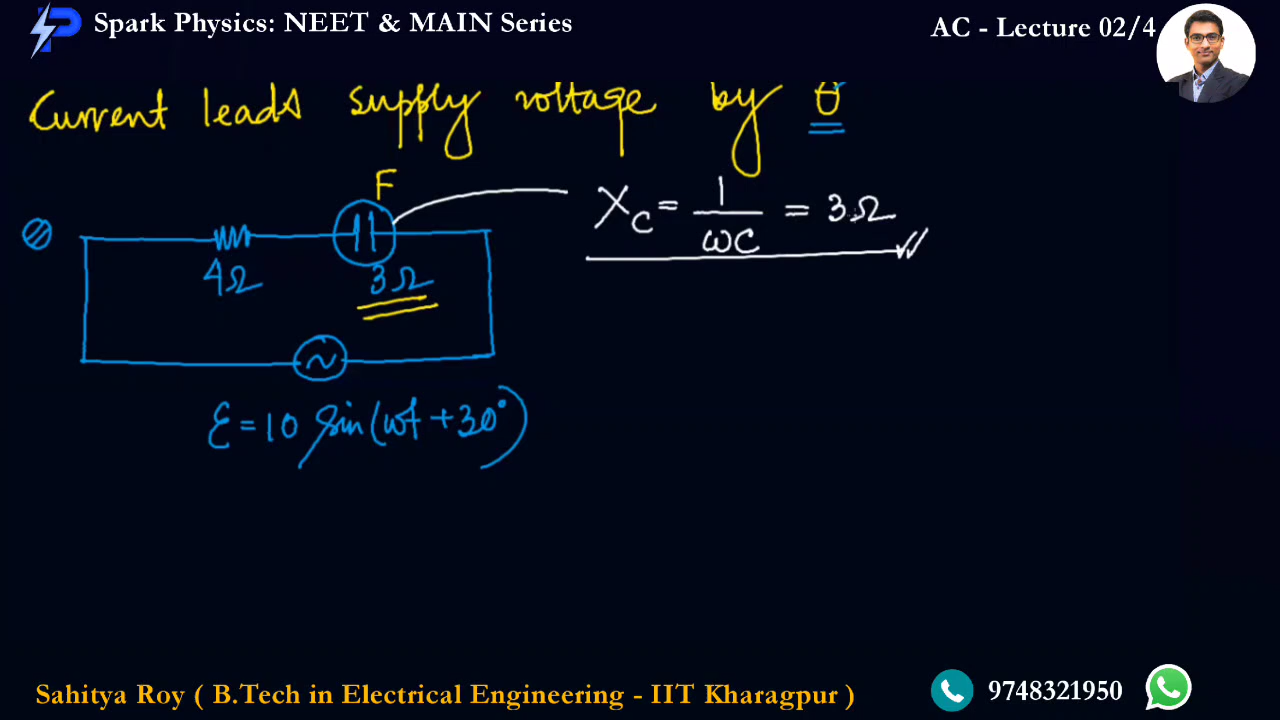 Spark Physics: NEET & MAIN Series
AC - Lecture 02/4
Current leads supply voltage by θ
F
X_C = 1/ωC = 3Ω
4Ω
3Ω
~
ε = 10 sin(ωt + 30°)
Sahitya Roy ( B.Tech in Electrical Engineering - IIT Kharagpur )
9748321950